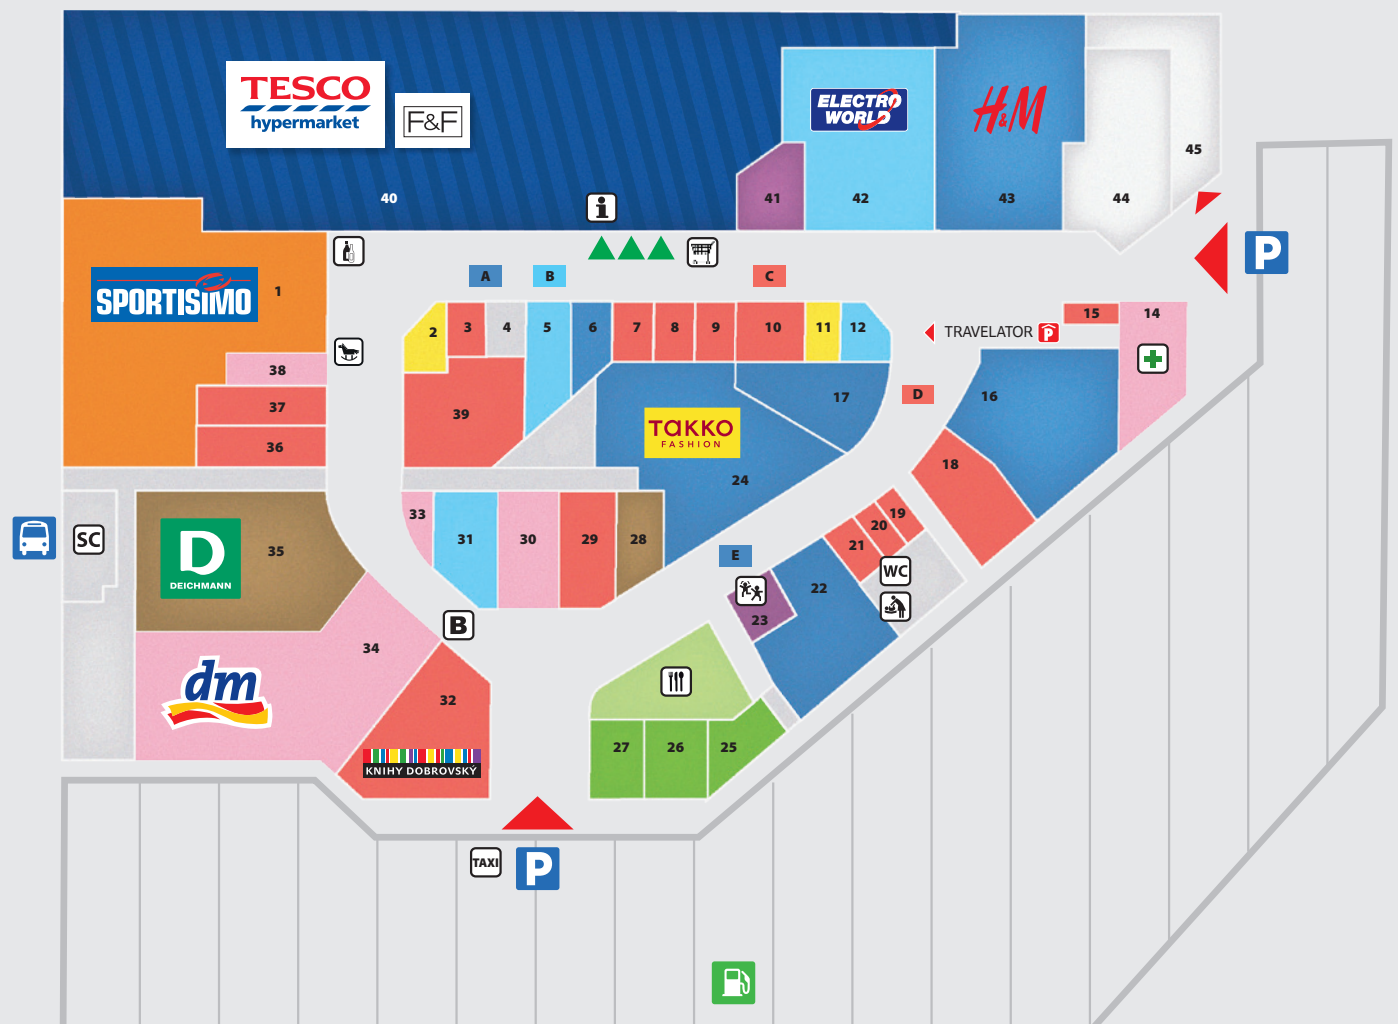 TESCO
hypermarket
F&F
40
i
41
ELECTRO
WORLD
42
H&M
43
44
45
P
SPORTISIMO
1
38
37
36
A
B
C
2
3
4
5
6
7
8
9
10
11
12
TRAVELATOR
P
15
14
39
TAKKO
FASHION
17
24
D
16
18
SC
D
DEICHMANN
35
33
31
30
29
28
E
19
20
21
WC
22
23
B
34
dm
32
KNIHY DOBROVSKÝ
27
26
25
TAXI
P